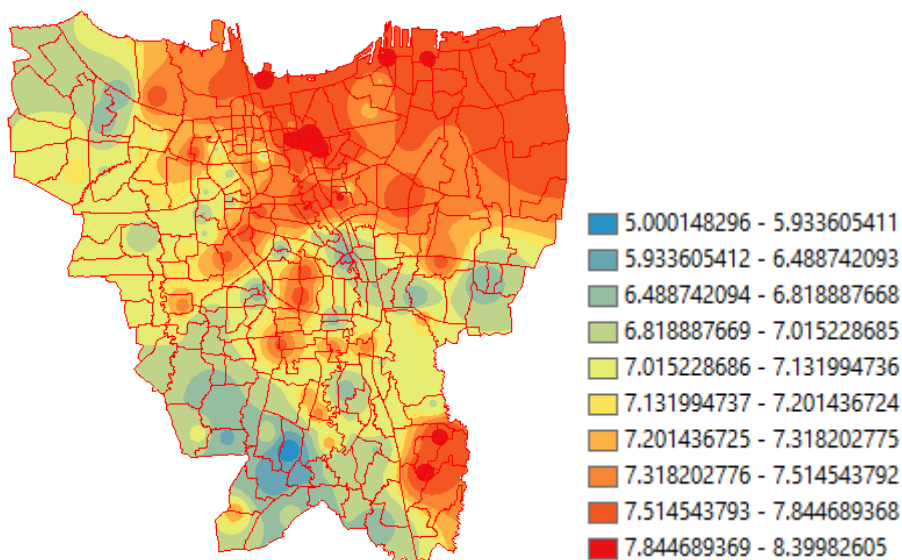 5.000148296 - 5.933605411
5.933605412 - 6.488742093
6.488742094 - 6.818887668
6.818887669 - 7.015228685
7.015228686 - 7.131994736
7.131994737 - 7.201436724
7.201436725 - 7.318202775
7.318202776 - 7.514543792
7.514543793 - 7.844689368
7.844689369 - 8.39982605